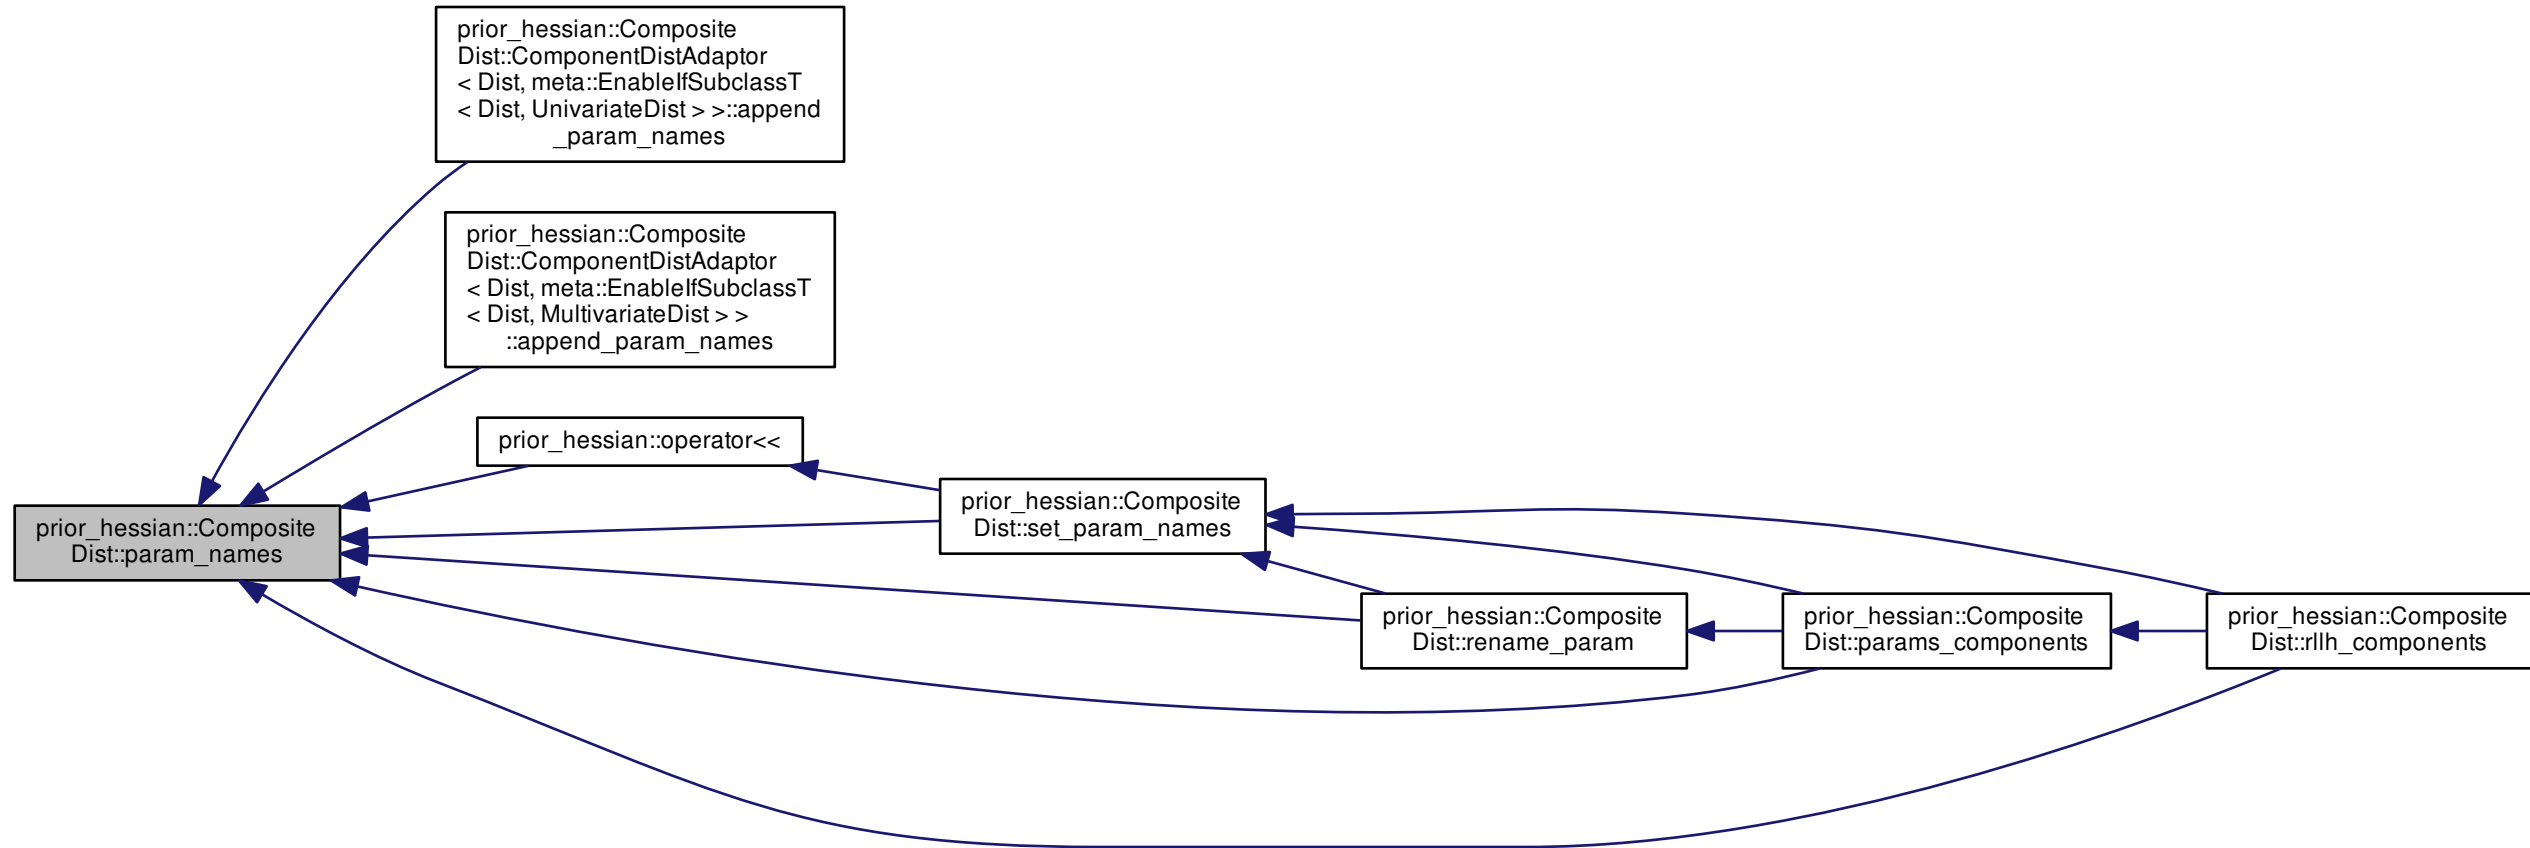 prior_hessian::Composite
Dist::ComponentDistAdaptor
< Dist, meta::EnableIfSubclassT
< Dist, UnivariateDist > >::append
_param_names
prior_hessian::Composite
Dist::ComponentDistAdaptor
< Dist, meta::EnableIfSubclassT
< Dist, MultivariateDist > >
::append_param_names
prior_hessian::operator<<
prior_hessian::Composite
Dist::set_param_names
prior_hessian::Composite
Dist::param_names
prior_hessian::Composite
Dist::rename_param
prior_hessian::Composite
Dist::params_components
prior_hessian::Composite
Dist::rllh_components